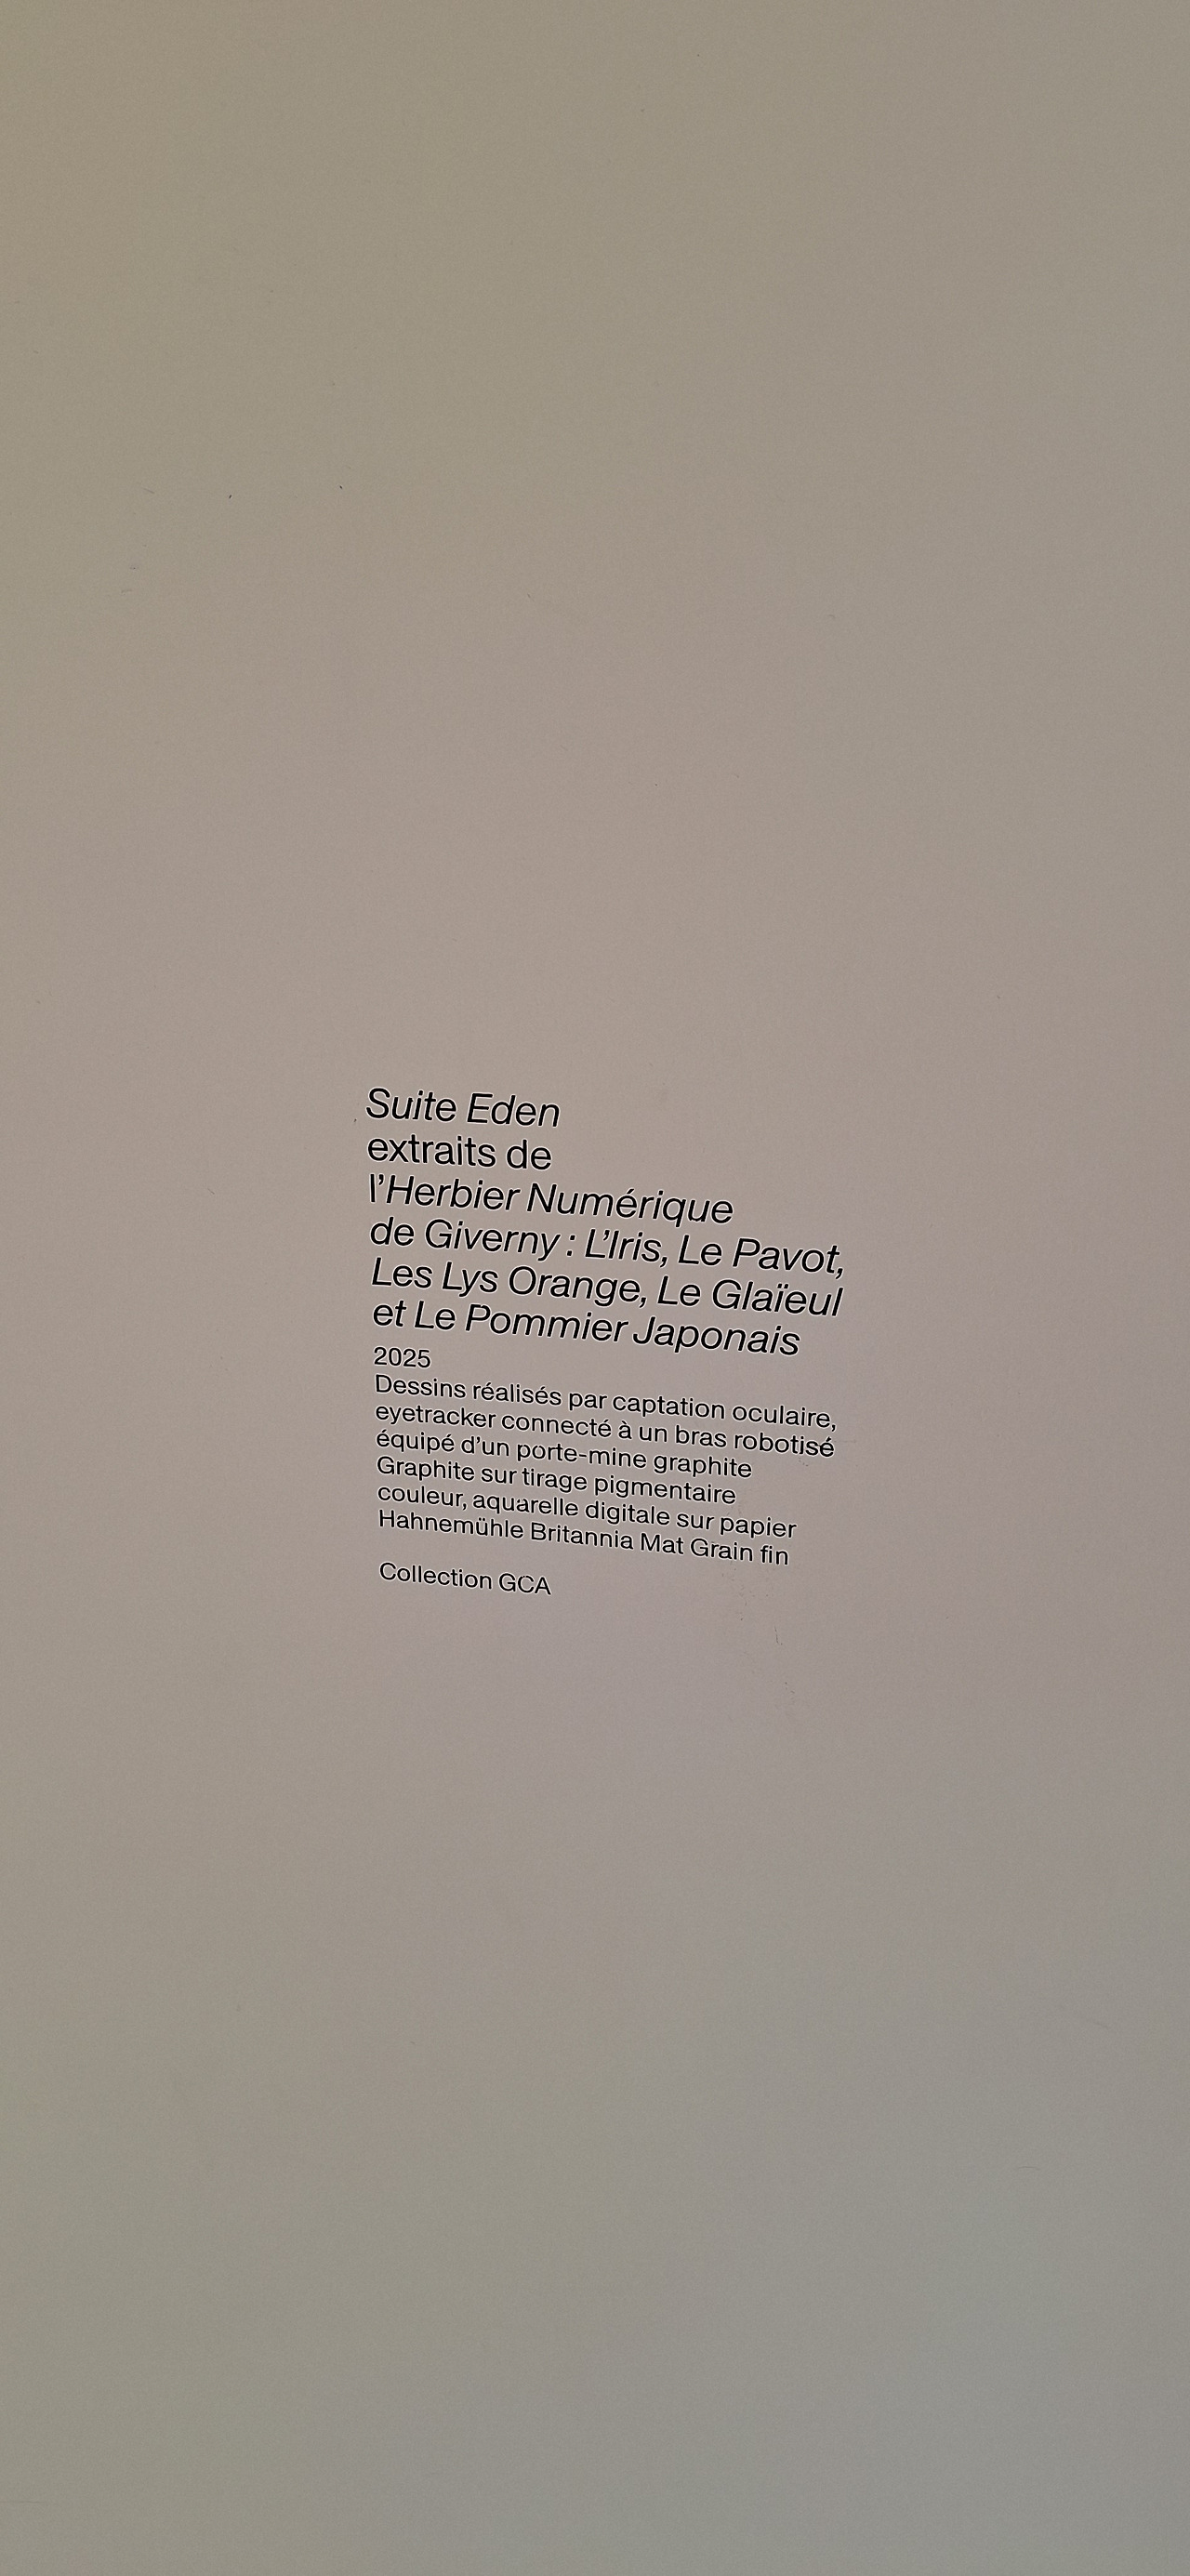 Suite Eden
extraits de
l’Herbier Numérique
de Giverny : L’Iris, Le Pavot,
Les Lys Orange, Le Glaïeul
et Le Pommier Japonais
2025
Dessins réalisés par captation oculaire,
eyetracker connecté à un bras robotisé
équipé d’un porte-mine graphite
Graphite sur tirage pigmentaire
couleur, aquarelle digitale sur papier
Hahnemühle Britannia Mat Grain fin
Collection GCA